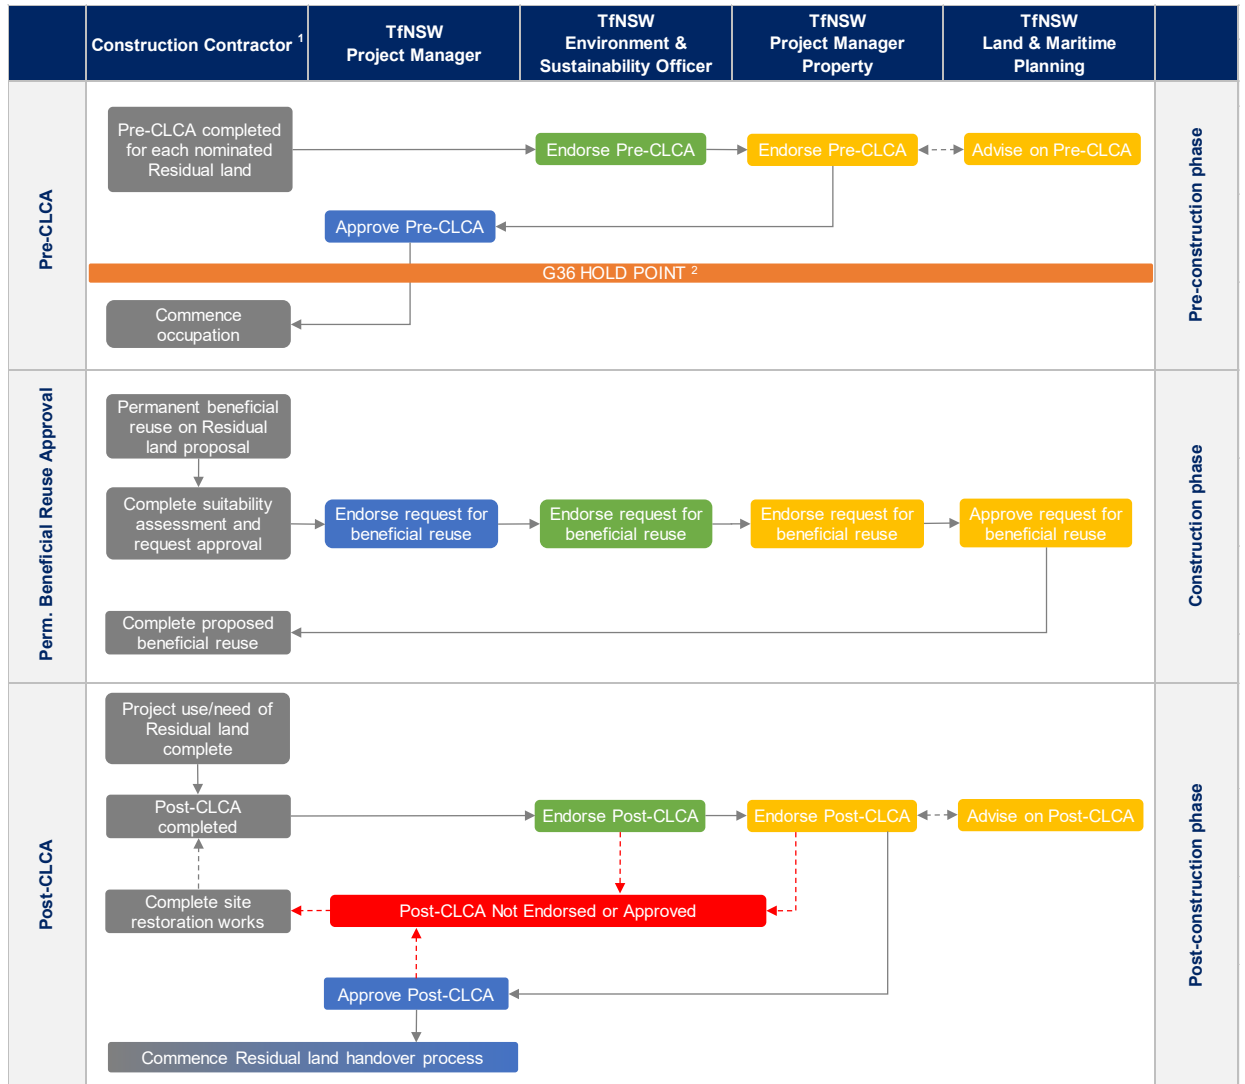 Construction Contractor 1
TfNSW
Project Manager
TfNSW
Environment &
Sustainability Officer
TfNSW
Project Manager
Property
TfNSW
Land & Maritime
Planning
Pre-CLCA
Pre-CLCA completed
for each nominated
Residual land
Endorse Pre-CLCA
Endorse Pre-CLCA
Advise on Pre-CLCA
Approve Pre-CLCA
G36 HOLD POINT 2
Commence
occupation
Pre-construction phase
Perm. Beneficial Reuse Approval
Permanent beneficial
reuse on Residual
land proposal
Complete suitability
assessment and
request approval
Endorse request for
beneficial reuse
Endorse request for
beneficial reuse
Endorse request for
beneficial reuse
Approve request for
beneficial reuse
Complete proposed
beneficial reuse
Construction phase
Post-CLCA
Project use/need of
Residual land
complete
Post-CLCA
completed
Endorse Post-CLCA
Endorse Post-CLCA
Advise on Post-CLCA
Complete site
restoration works
Post-CLCA Not Endorsed or Approved
Approve Post-CLCA
Commence Residual land handover process
Post-construction phase